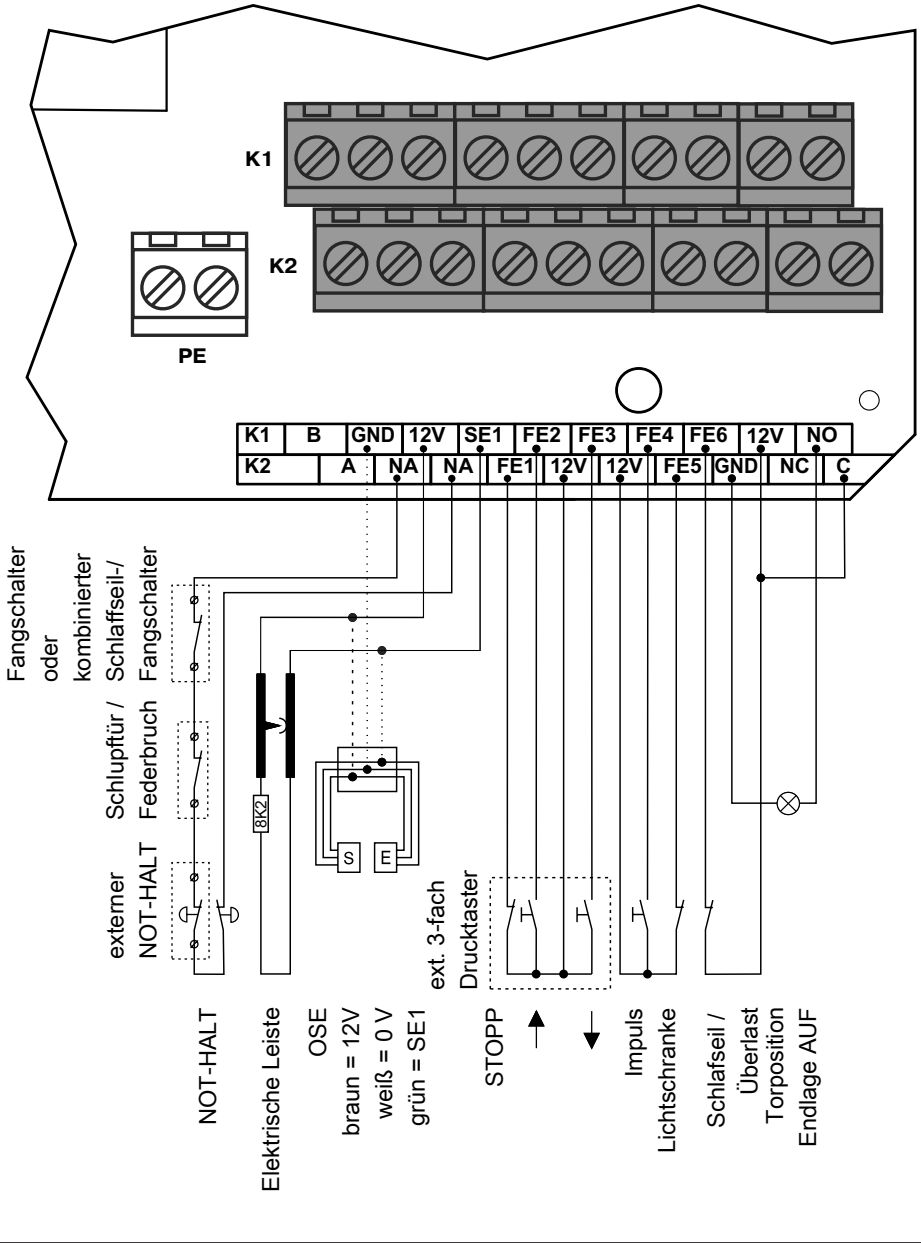 K1
K2
PE
K1 B GND 12V SE1 FE2 FE3 FE4 FE6 12V NO
K2 A NA NA FE1 12V 12V FE5 GND NC C
Fangschalter
oder
kombinierter
Schlaffseil-/
Fangschalter
Schlupftür /
Federbruch
externer
NOT-HALT
8K2
S E
ext. 3-fach
Drucktaster
NOT-HALT
Elektrische Leiste
OSE
braun = 12V
weiß = 0 V
grün = SE1
STOPP
Impuls
Lichtschranke
Schlafseil /
Überlast
Torposition
Endlage AUF